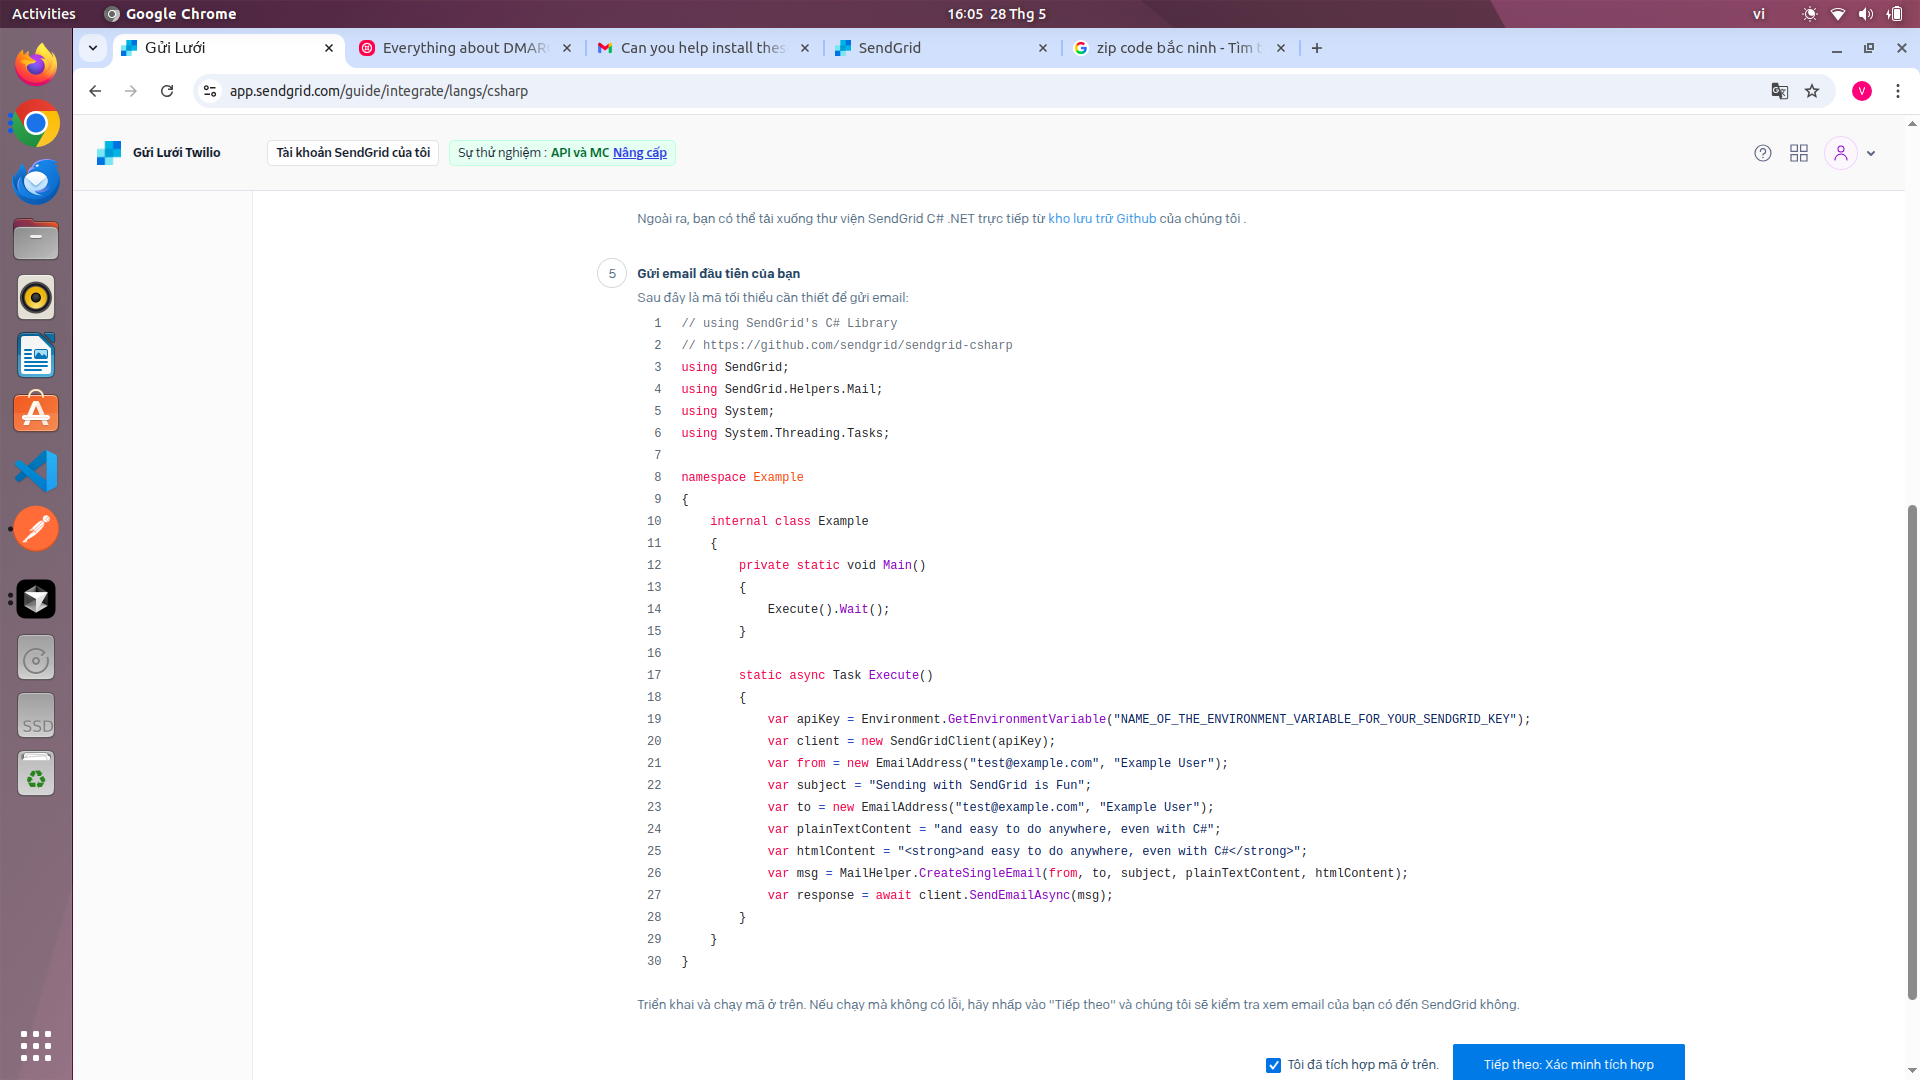 Activities
Google Chrome
16:05 28 Thg 5
vi
Gửi Lưới
Everything about DMAR
Can you help install thes
SendGrid
zip code bắc ninh - Tìm t
app.sendgrid.com/guide/integrate/langs/csharp
V
Gửi Lưới Twilio
Tài khoản SendGrid của tôi
Sự thử nghiệm : API và MC Nâng cấp
Ngoài ra, bạn có thể tải xuống thư viện SendGrid C# .NET trực tiếp từ kho lưu trữ Github của chúng tôi .
5 Gửi email đầu tiên của bạn
Sau đây là mã tối thiểu cần thiết để gửi email:
1 // using SendGrid's C# Library
2 // https://github.com/sendgrid/sendgrid-csharp
3 using SendGrid;
4 using SendGrid.Helpers.Mail;
5 using System;
6 using System.Threading.Tasks;
7
8 namespace Example
9 {
10 internal class Example
11 {
12 private static void Main()
13 {
14 Execute().Wait();
15 }
16
17 static async Task Execute()
18 {
19 var apiKey = Environment.GetEnvironmentVariable("NAME_OF_THE_ENVIRONMENT_VARIABLE_FOR_YOUR_SENDGRID_KEY");
20 var client = new SendGridClient(apiKey);
21 var from = new EmailAddress("test@example.com", "Example User");
22 var subject = "Sending with SendGrid is Fun";
23 var to = new EmailAddress("test@example.com", "Example User");
24 var plainTextContent = "and easy to do anywhere, even with C#";
25 var htmlContent = "<strong>and easy to do anywhere, even with C#</strong>";
26 var msg = MailHelper.CreateSingleEmail(from, to, subject, plainTextContent, htmlContent);
27 var response = await client.SendEmailAsync(msg);
28 }
29 }
30 }
Triển khai và chạy mã ở trên. Nếu chạy mà không có lỗi, hãy nhấp vào "Tiếp theo" và chúng tôi sẽ kiểm tra xem email của bạn có đến SendGrid không.
Tôi đã tích hợp mã ở trên.
Tiếp theo: Xác minh tích hợp
SSD